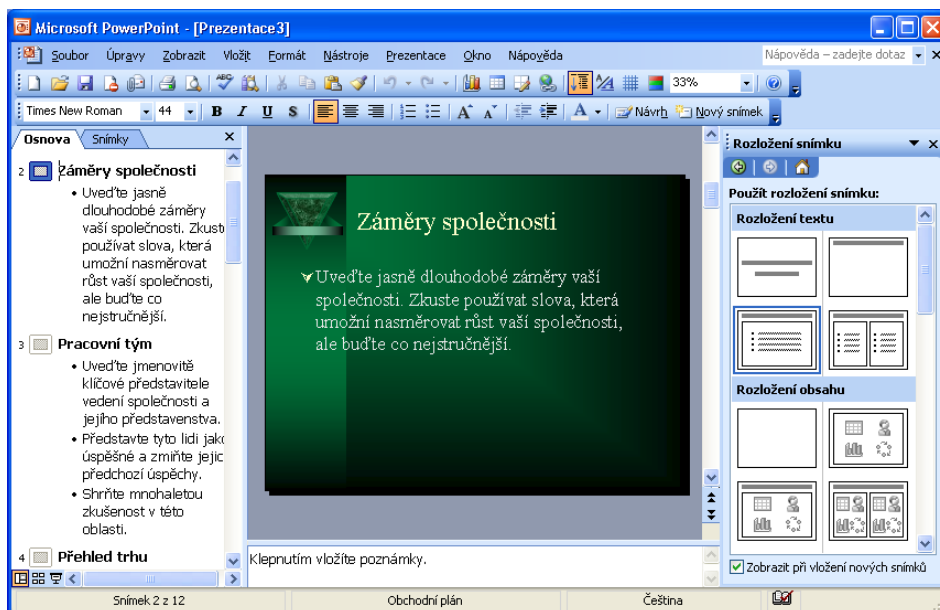 Microsoft PowerPoint - [Prezentace3]
Soubor Úpravy Zobrazit Vložit Formát Nástroje Prezentace Okno Nápověda Nápověda – zadejte dotaz
33%
Times New Roman 44 B I U S A A A Návrh Nový snímek
Osnova Snímky
2 Záměry společnosti
• Uveďte jasně
dlouhodobé záměry
vaší společnosti. Zkust
používat slova, která
umožní nasměrovat
růst vaší společnosti,
ale buďte co
nejstručnější.
3 Pracovní tým
• Uveďte jmenovitě
klíčové představitele
vedení společnosti a
jejího představenstva.
• Představte tyto lidi jako
úspěšné a zmiňte jejic
předchozí úspěchy.
• Shrňte mnohaletou
zkušenost v této
oblasti.
4 Přehled trhu
Záměry společnosti
Uveďte jasně dlouhodobé záměry vaší
společnosti. Zkuste používat slova, která
umožní nasměrovat růst vaší společnosti,
ale buďte co nejstručnější.
Klepnutím vložíte poznámky.
Rozložení snímku
Použít rozložení snímku:
Rozložení textu
Rozložení obsahu
Zobrazit při vložení nových snímků
Snímek 2 z 12 Obchodní plán Čeština